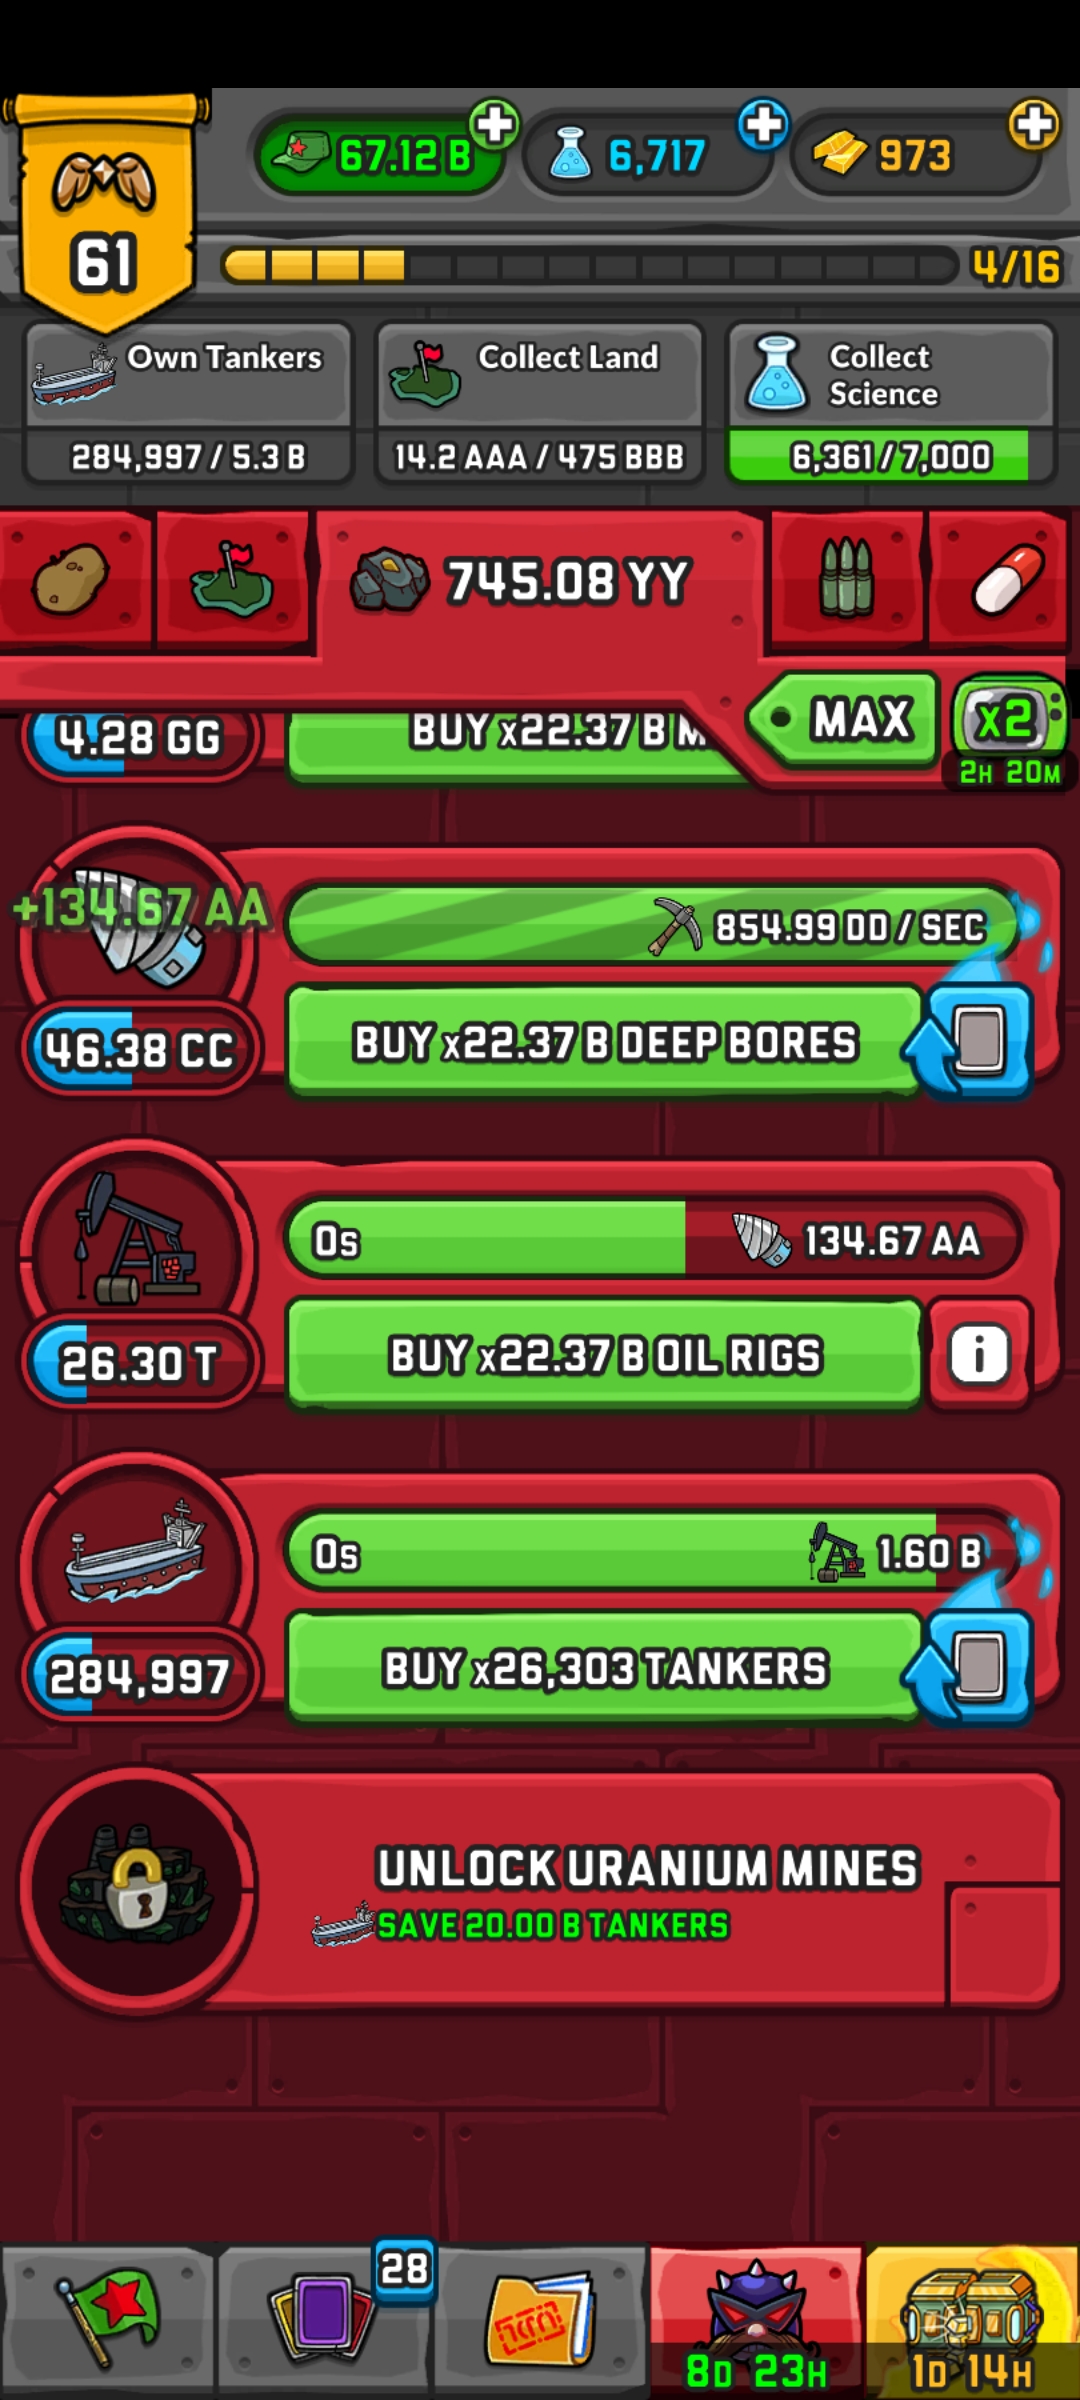 67.12 B
6,717
973
61
4/16
Own Tankers
284,997 / 5.3 B
Collect Land
14.2 AAA / 475 BBB
Collect
Science
6,361 / 7,000
745.08 YY
MAX
x2
2H 20M
4.28 GG
BUY x22.37 B M
+134.67 AA
854.99 DD / SEC
46.38 CC
BUY x22.37 B DEEP BORES
0s
134.67 AA
26.30 T
BUY x22.37 B OIL RIGS
i
0s
1.60 B
284,997
BUY x26,303 TANKERS
UNLOCK URANIUM MINES
SAVE 20.00 B TANKERS
28
8D 23H
1D 14H